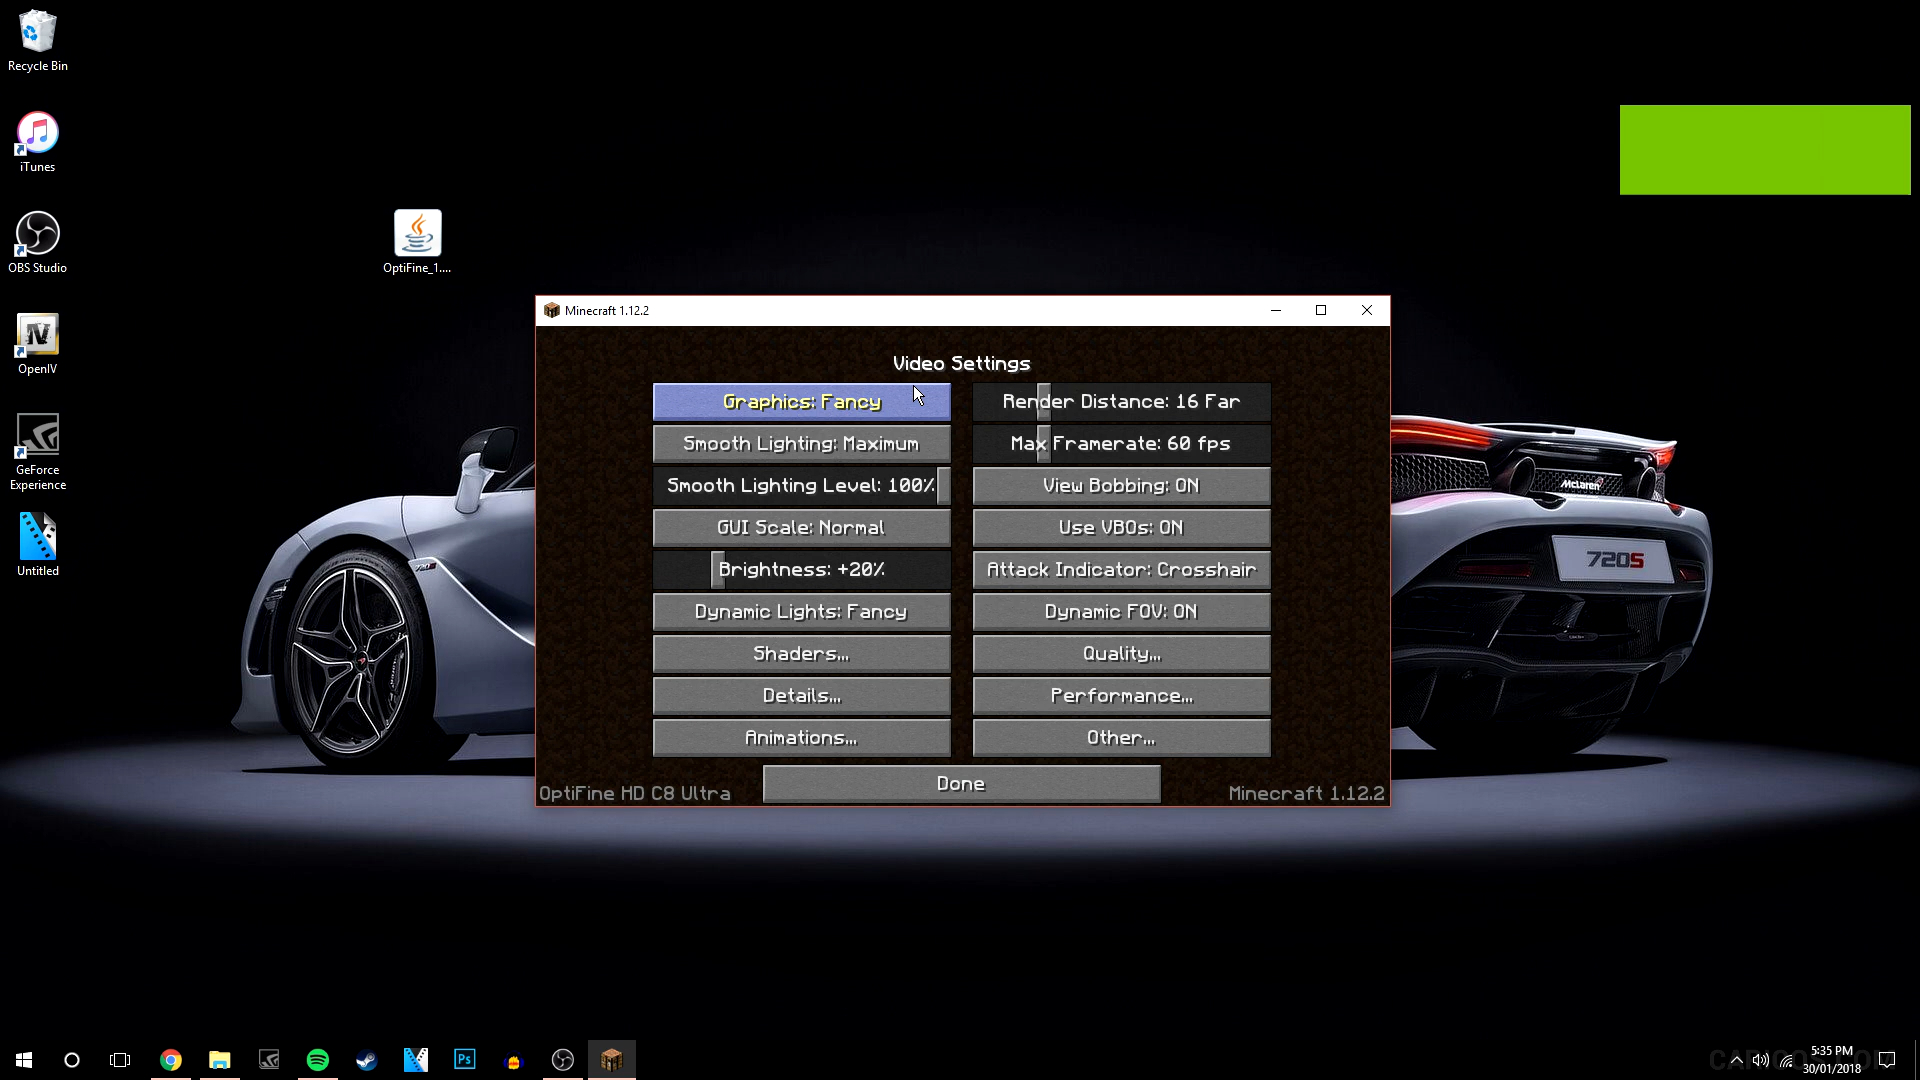 Recycle Bin
iTunes
OBS Studio
OpenIV
GeForce
Experience
Untitled
OptiFine_1....
Minecraft 1.12.2
Video Settings
Graphics: Fancy
Render Distance: 16 Far
Smooth Lighting: Maximum
Max Framerate: 60 fps
Smooth Lighting Level: 100%
View Bobbing: ON
GUI Scale: Normal
Use VBOs: ON
Brightness: +20%
Attack Indicator: Crosshair
Dynamic Lights: Fancy
Dynamic FOV: ON
Shaders...
Quality...
Details...
Performance...
Animations...
Other...
Done
OptiFine HD C8 Ultra
Minecraft 1.12.2
720S
McLaren
720S
Ps
5:35 PM
30/01/2018